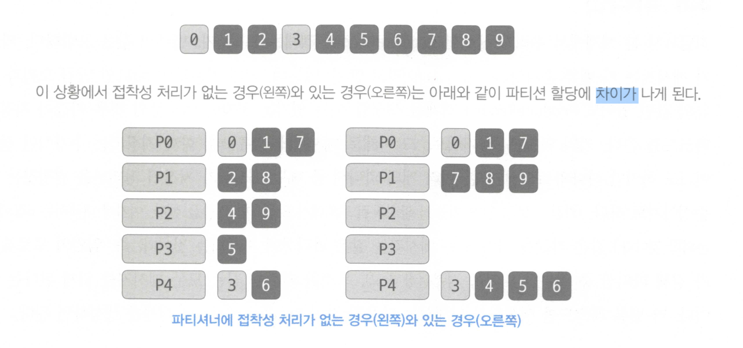 0 1 2 3 4 5 6 7 8 9
이 상황에서 접착성 처리가 없는 경우(왼쪽)와 있는 경우(오른쪽)는 아래와 같이 파티션 할당에 차이가 나게 된다.
P0 0 1 7 P0 0 1 7
P1 2 8 P1 7 8 9
P2 4 9 P2
P3 5 P3
P4 3 6 P4 3 4 5 6
파티셔너에 접착성 처리가 없는 경우(왼쪽)와 있는 경우(오른쪽)